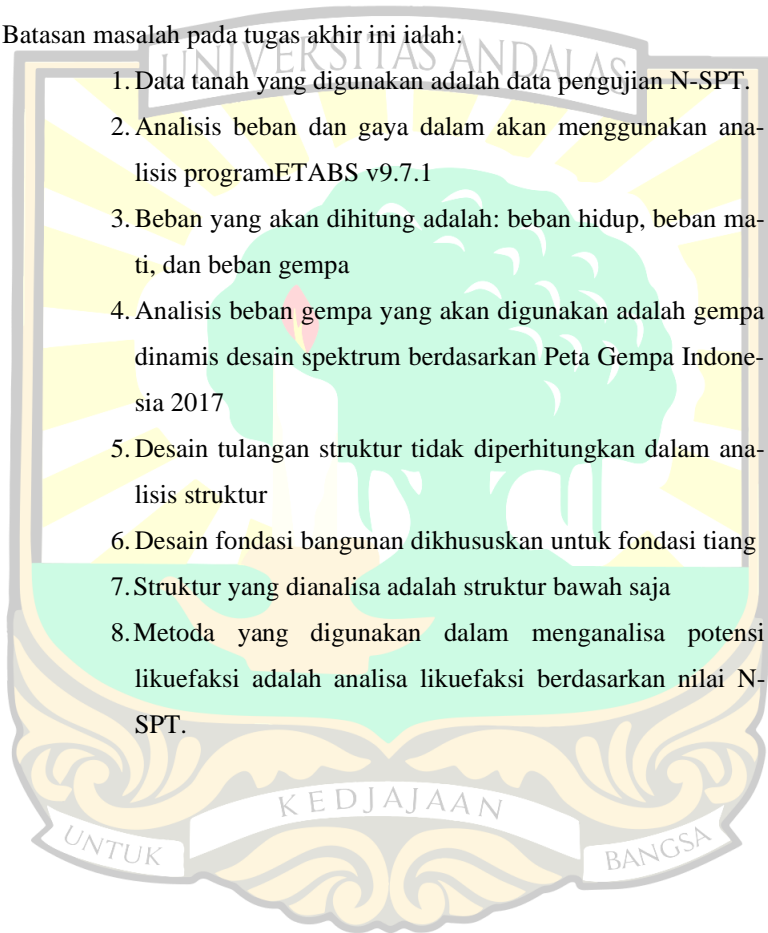 Batasan masalah pada tugas akhir ini ialah:
UNIVERSITAS ANDALAS
1. Data tanah yang digunakan adalah data pengujian N-SPT.
2. Analisis beban dan gaya dalam akan menggunakan ana-
lisis programETABS v9.7.1
3. Beban yang akan dihitung adalah: beban hidup, beban ma-
ti, dan beban gempa
4. Analisis beban gempa yang akan digunakan adalah gempa
dinamis desain spektrum berdasarkan Peta Gempa Indone-
sia 2017
5. Desain tulangan struktur tidak diperhitungkan dalam ana-
lisis struktur
6. Desain fondasi bangunan dikhususkan untuk fondasi tiang
7. Struktur yang dianalisa adalah struktur bawah saja
8. Metoda yang digunakan dalam menganalisa potensi
likuefaksi adalah analisa likuefaksi berdasarkan nilai N-
SPT.
UNTUK KEDJAJAAN BANGSA